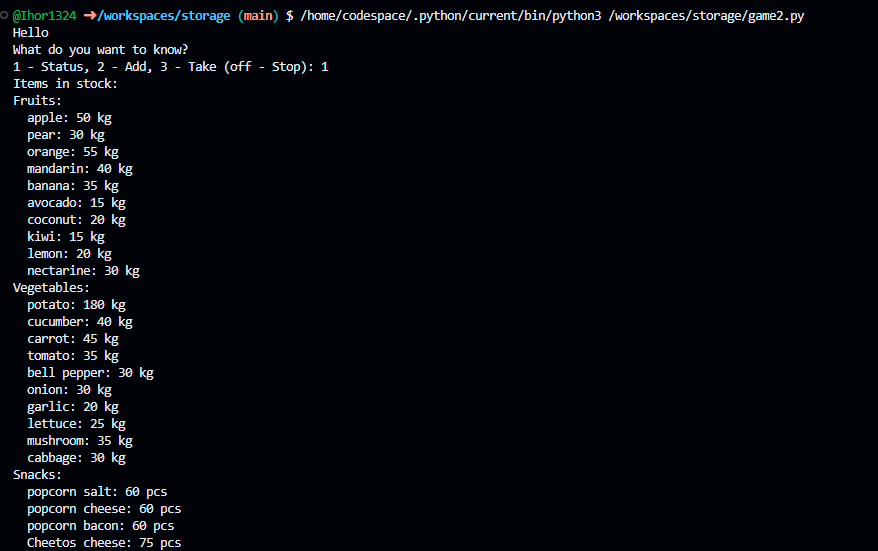 @Ihor1324 ➜/workspaces/storage (main) $ /home/codespace/.python/current/bin/python3 /workspaces/storage/game2.py
Hello
What do you want to know?
1 - Status, 2 - Add, 3 - Take (off - Stop): 1
Items in stock:
Fruits:
  apple: 50 kg
  pear: 30 kg
  orange: 55 kg
  mandarin: 40 kg
  banana: 35 kg
  avocado: 15 kg
  coconut: 20 kg
  kiwi: 15 kg
  lemon: 20 kg
  nectarine: 30 kg
Vegetables:
  potato: 180 kg
  cucumber: 40 kg
  carrot: 45 kg
  tomato: 35 kg
  bell pepper: 30 kg
  onion: 30 kg
  garlic: 20 kg
  lettuce: 25 kg
  mushroom: 35 kg
  cabbage: 30 kg
Snacks:
  popcorn salt: 60 pcs
  popcorn cheese: 60 pcs
  popcorn bacon: 60 pcs
  Cheetos cheese: 75 pcs